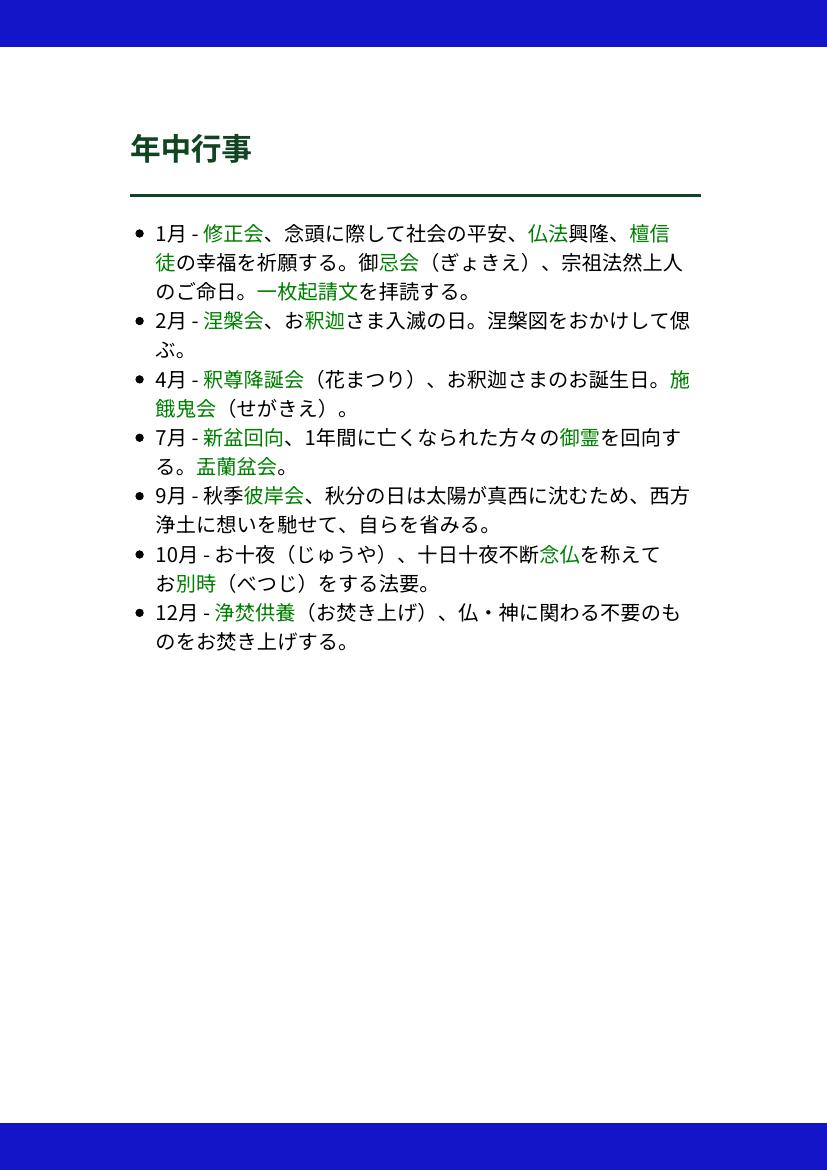 年中行事
• 1月 - 修正会、念頭に際して社会の平安、仏法興隆、檀信
徒の幸福を祈願する。御忌会（ぎょきえ）、宗祖法然上人
のご命日。一枚起請文を拝読する。
• 2月 - 涅槃会、お釈迦さま入滅の日。涅槃図をおかけして偲
ぶ。
• 4月 - 釈尊降誕会（花まつり）、お釈迦さまのお誕生日。施
餓鬼会（せがきえ）。
• 7月 - 新盆回向、1年間に亡くなられた方々の御霊を回向す
る。盂蘭盆会。
• 9月 - 秋季彼岸会、秋分の日は太陽が真西に沈むため、西方
浄土に想いを馳せて、自らを省みる。
• 10月 - お十夜（じゅうや）、十日十夜不断念仏を称えて
お別時（べつじ）をする法要。
• 12月 - 浄焚供養（お焚き上げ）、仏・神に関わる不要のも
のをお焚き上げする。